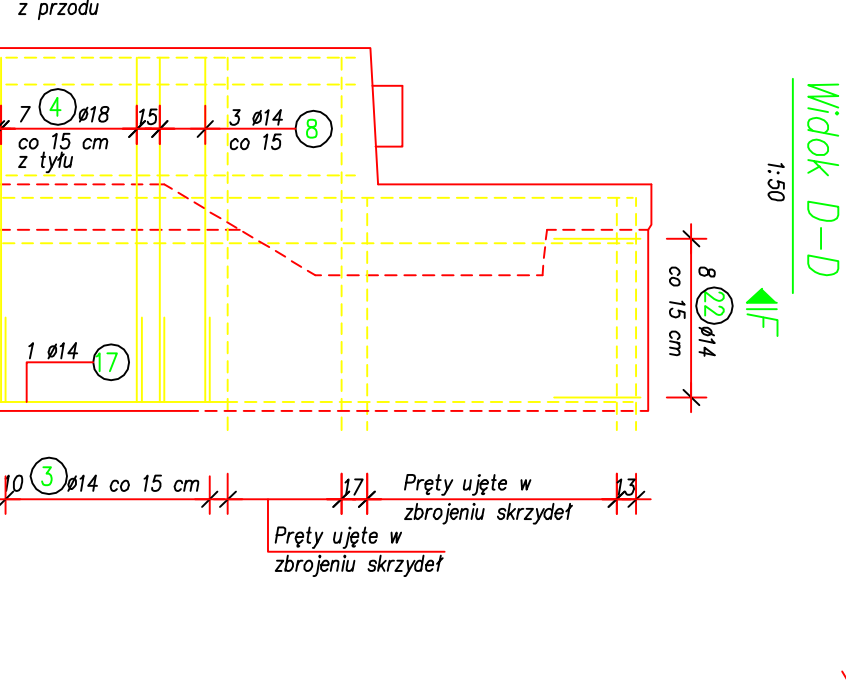 z przodu
7 4 ø18 15
co 15 cm
z tyłu
3 ø14 8
co 15
Widok D-D
1:50
F
8 22 ø14
co 15 cm
1 ø14 17
10 3 ø14 co 15 cm
17
Pręty ujęte w
zbrojeniu skrzydeł
13
Pręty ujęte w
zbrojeniu skrzydeł